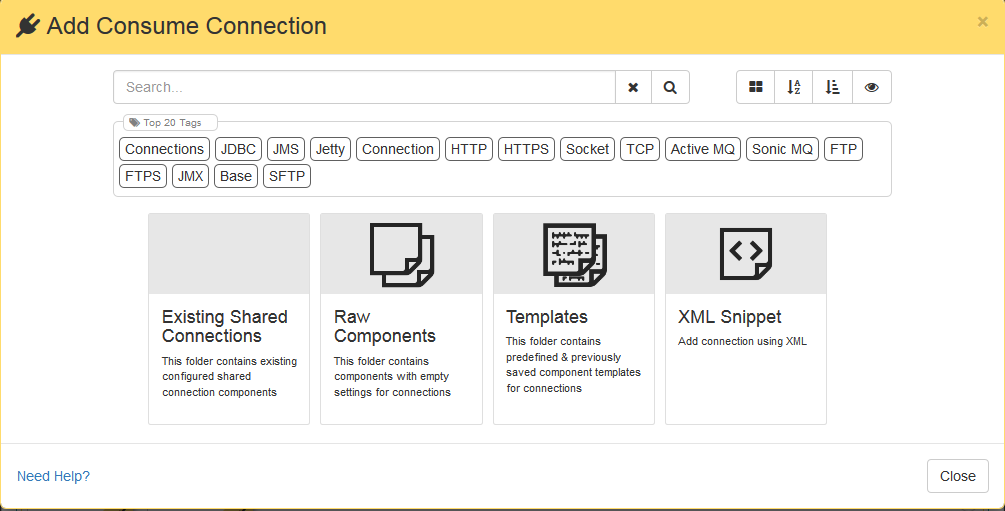 Add Consume Connection
×
Search...
Top 20 Tags
Connections JDBC JMS Jetty Connection HTTP HTTPS Socket TCP Active MQ Sonic MQ FTP
FTPS JMX Base SFTP
Existing Shared
Connections
This folder contains existing
configured shared
connection components
Raw
Components
This folder contains
components with empty
settings for connections
Templates
This folder contains
predefined & previously
saved component templates
for connections
XML Snippet
Add connection using XML
Need Help?
Close